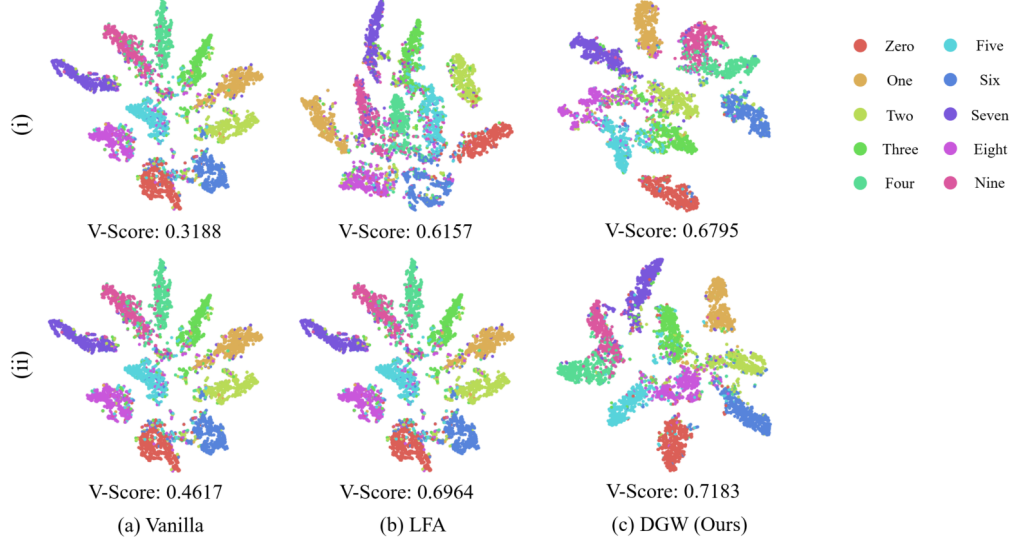 (i)
V-Score: 0.3188
V-Score: 0.6157
V-Score: 0.6795
Zero
Five
One
Six
Two
Seven
Three
Eight
Four
Nine
(ii)
V-Score: 0.4617
V-Score: 0.6964
V-Score: 0.7183
(a) Vanilla
(b) LFA
(c) DGW (Ours)